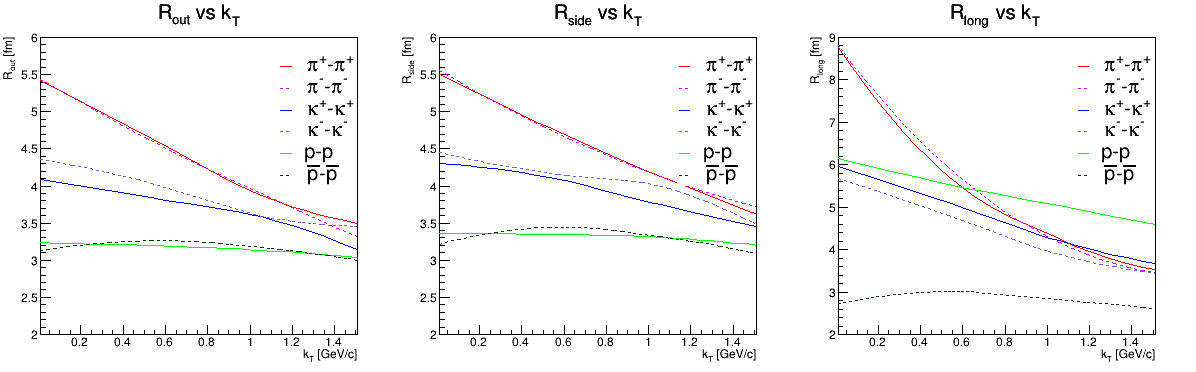 R_out vs k_T
R_out [fm]
6
5.5
5
4.5
4
3.5
3
2.5
2
π⁺-π⁺
π⁻-π⁻
κ⁺-κ⁺
κ⁻-κ⁻
p-p
p̅-p̅
0.2 0.4 0.6 0.8 1 1.2 1.4
k_T [GeV/c]
R_side vs k_T
R_side [fm]
6
5.5
5
4.5
4
3.5
3
2.5
2
π⁺-π⁺
π⁻-π⁻
κ⁺-κ⁺
κ⁻-κ⁻
p-p
p̅-p̅
0.2 0.4 0.6 0.8 1 1.2 1.4
k_T [GeV/c]
R_long vs k_T
R_long [fm]
9
8
7
6
5
4
3
2
π⁺-π⁺
π⁻-π⁻
κ⁺-κ⁺
κ⁻-κ⁻
p-p
p̅-p̅
0.2 0.4 0.6 0.8 1 1.2 1.4
k_T [GeV/c]